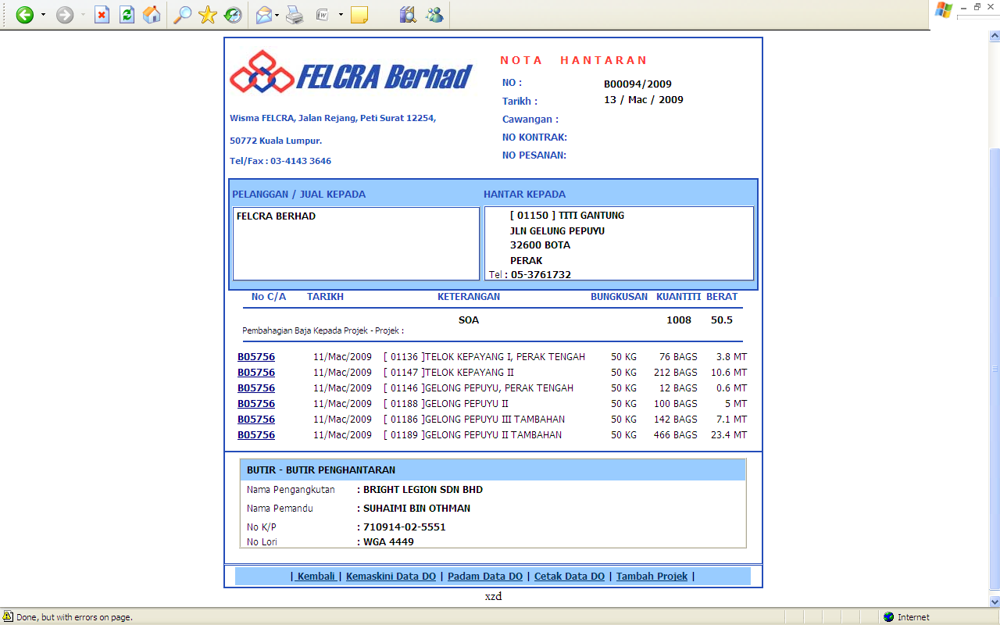 FELCRA Berhad
NOTA HANTARAN
NO : B00094/2009
Tarikh : 13 / Mac / 2009
Cawangan :
NO KONTRAK:
NO PESANAN:
Wisma FELCRA, Jalan Rejang, Peti Surat 12254,
50772 Kuala Lumpur.
Tel/Fax : 03-4143 3646
PELANGGAN / JUAL KEPADA
FELCRA BERHAD
HANTAR KEPADA
[ 01150 ] TITI GANTUNG
JLN GELUNG PEPUYU
32600 BOTA
PERAK
Tel : 05-3761732
No C/A TARIKH KETERANGAN BUNGKUSAN KUANTITI BERAT
SOA 1008 50.5
Pembahagian Baja Kepada Projek - Projek :
B05756 11/Mac/2009 [ 01136 ]TELOK KEPAYANG I, PERAK TENGAH 50 KG 76 BAGS 3.8 MT
B05756 11/Mac/2009 [ 01147 ]TELOK KEPAYANG II 50 KG 212 BAGS 10.6 MT
B05756 11/Mac/2009 [ 01146 ]GELONG PEPUYU, PERAK TENGAH 50 KG 12 BAGS 0.6 MT
B05756 11/Mac/2009 [ 01188 ]GELONG PEPUYU II 50 KG 100 BAGS 5 MT
B05756 11/Mac/2009 [ 01186 ]GELONG PEPUYU III TAMBAHAN 50 KG 142 BAGS 7.1 MT
B05756 11/Mac/2009 [ 01189 ]GELONG PEPUYU II TAMBAHAN 50 KG 466 BAGS 23.4 MT
BUTIR - BUTIR PENGHANTARAN
Nama Pengangkutan : BRIGHT LEGION SDN BHD
Nama Pemandu : SUHAIMI BIN OTHMAN
No K/P : 710914-02-5551
No Lori : WGA 4449
| Kembali | Kemaskini Data DO | Padam Data DO | Cetak Data DO | Tambah Projek |
xzd
Done, but with errors on page. Internet